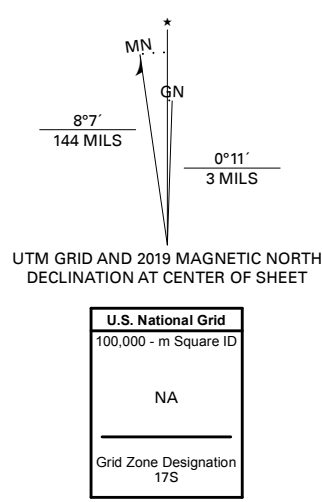 ★
MN
GN
8°7´
144 MILS
0°11´
3 MILS
UTM GRID AND 2019 MAGNETIC NORTH
DECLINATION AT CENTER OF SHEET
U.S. National Grid
100,000 - m Square ID
NA
Grid Zone Designation
17S